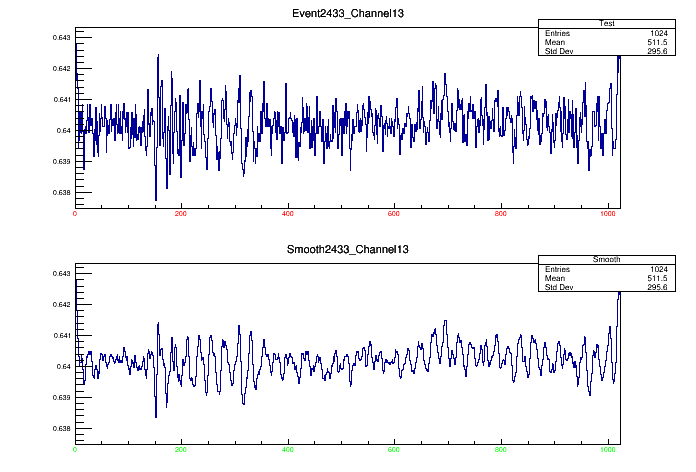 Event2433_Channel13
Test
Entries 1024
Mean 511.5
Std Dev 295.6
0.643
0.642
0.641
0.64
0.639
0.638
0 200 400 600 800 1000
Smooth2433_Channel13
Smooth
Entries 1024
Mean 511.5
Std Dev 295.6
0.643
0.642
0.641
0.64
0.639
0.638
0 200 400 600 800 1000